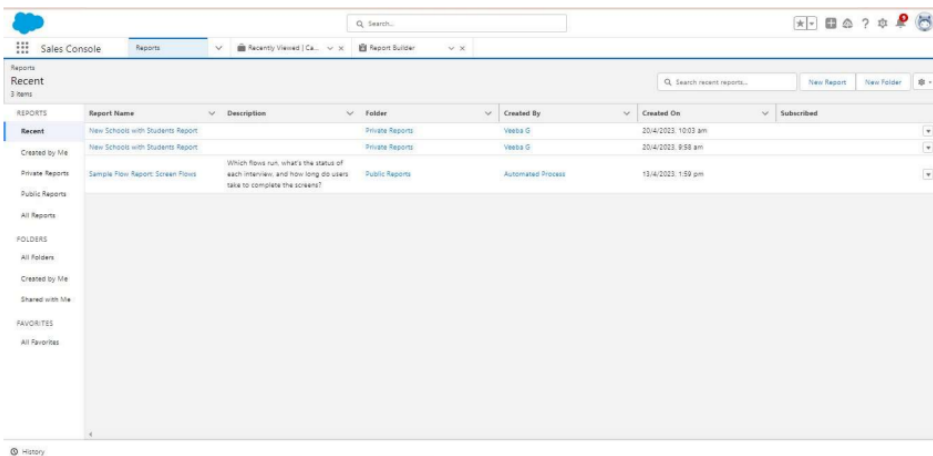 Search...
Sales Console
Reports
Recently Viewed | Ca...
Report Builder
Reports
Recent
3 items
Search recent reports...
New Report
New Folder
REPORTS
Recent
Created by Me
Private Reports
Public Reports
All Reports
FOLDERS
All Folders
Created by Me
Shared with Me
FAVORITES
All Favorites
Report Name Description Folder Created By Created On Subscribed
New Schools with Students Report Private Reports Veeba G 20/4/2023, 10:03 am
New Schools with Students Report Private Reports Veeba G 20/4/2023, 9:58 am
Which flows run, what's the status of
Sample Flow Report: Screen Flows each interview, and how long do users Public Reports Automated Process 13/4/2023, 1:59 pm
take to complete the screens?
History